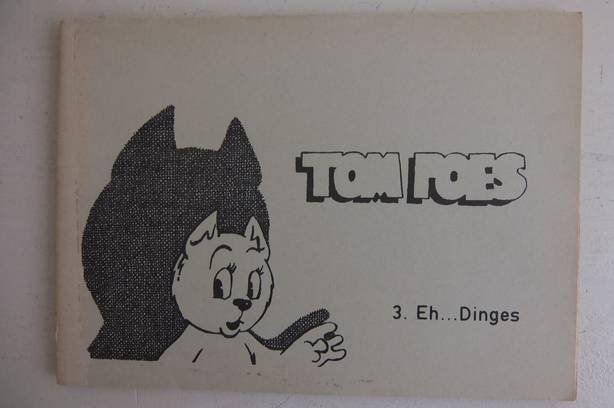 TOM POES
3. Eh...Dinges